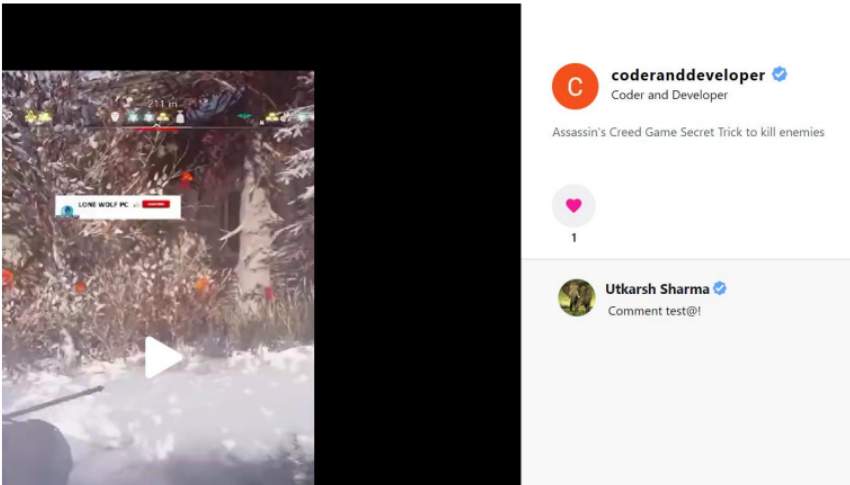 211 m
LONE WOLF PC
C
coderanddeveloper
Coder and Developer
Assassin's Creed Game Secret Trick to kill enemies
1
Utkarsh Sharma
Comment test@!